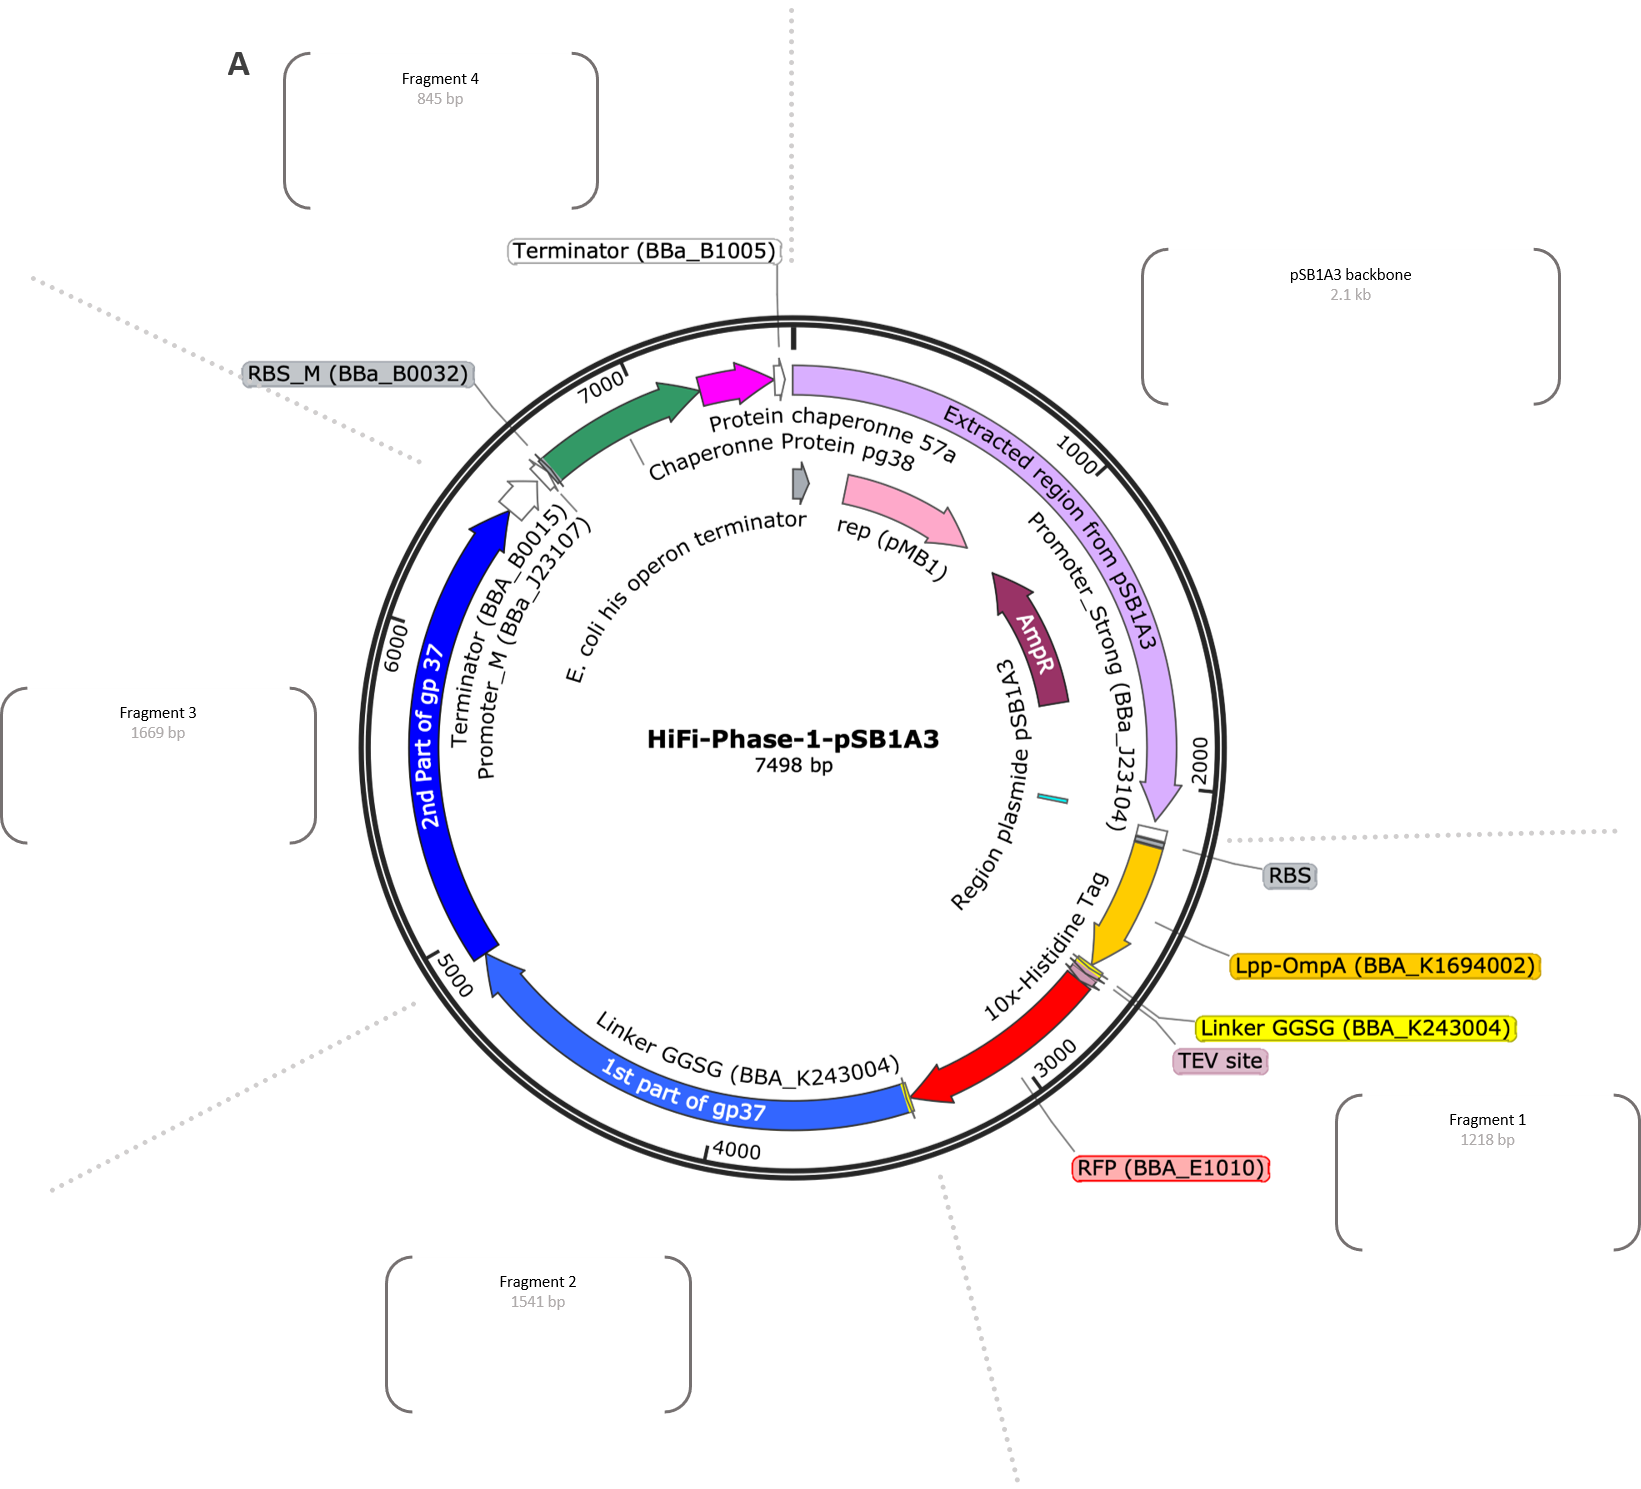 A
Fragment 4
845 bp
Terminator (BBa_B1005)
pSB1A3 backbone
2.1 kb
RBS_M (BBa_B0032)
7000
Protein chaperonne 57a
Chaperonne Protein pg38
Extracted region from pSB1A3
1000
Terminator (BBA_B0015)
Promoter_M (BBa_J23107)
E. coli his operon terminator
rep (pMB1)
Promoter_Strong (BBa_J23104)
AmpR
6000
2nd Part of gp 37
Region plasmide pSB1A3
Fragment 3
1669 bp
HiFi-Phase-1-pSB1A3
7498 bp
2000
RBS
10x-Histidine Tag
Lpp-OmpA (BBA_K1694002)
5000
Linker GGSG (BBA_K243004)
Linker GGSG (BBA_K243004)
TEV site
3000
1st part of gp37
4000
Fragment 1
1218 bp
RFP (BBA_E1010)
Fragment 2
1541 bp